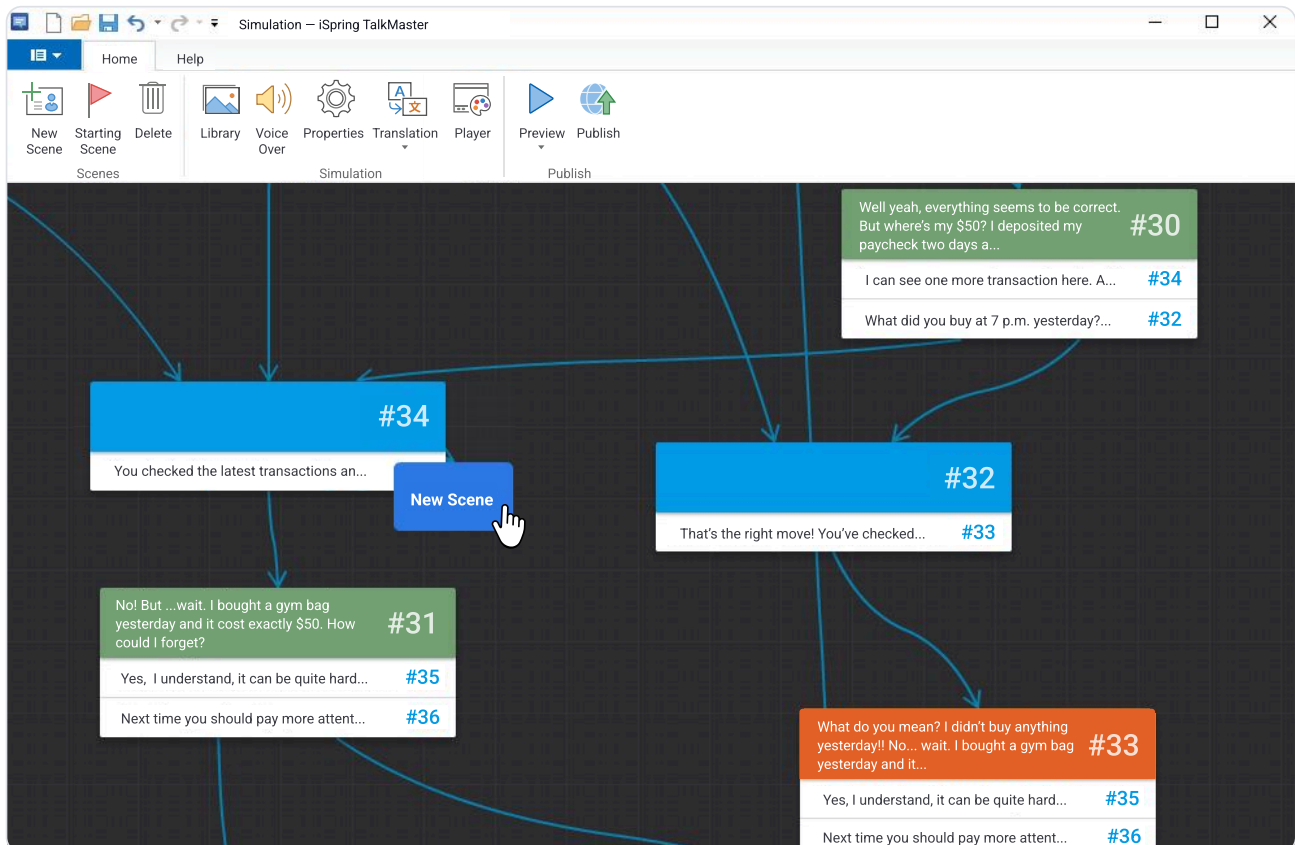 Simulation — iSpring TalkMaster
Home
Help
New
Scene
Starting
Scene
Delete
Library
Voice
Over
Properties
Translation
Player
Preview
Publish
Scenes
Simulation
Publish
Well yeah, everything seems to be correct.
But where's my $50? I deposited my
paycheck two days a...
#30
I can see one more transaction here. A...
#34
What did you buy at 7 p.m. yesterday?...
#32
#34
You checked the latest transactions an...
New Scene
#32
That's the right move! You've checked...
#33
No! But ...wait. I bought a gym bag
yesterday and it cost exactly $50. How
could I forget?
#31
Yes, I understand, it can be quite hard...
#35
Next time you should pay more attent...
#36
What do you mean? I didn't buy anything
yesterday!! No... wait. I bought a gym bag
yesterday and it...
#33
Yes, I understand, it can be quite hard...
#35
Next time you should pay more attent...
#36